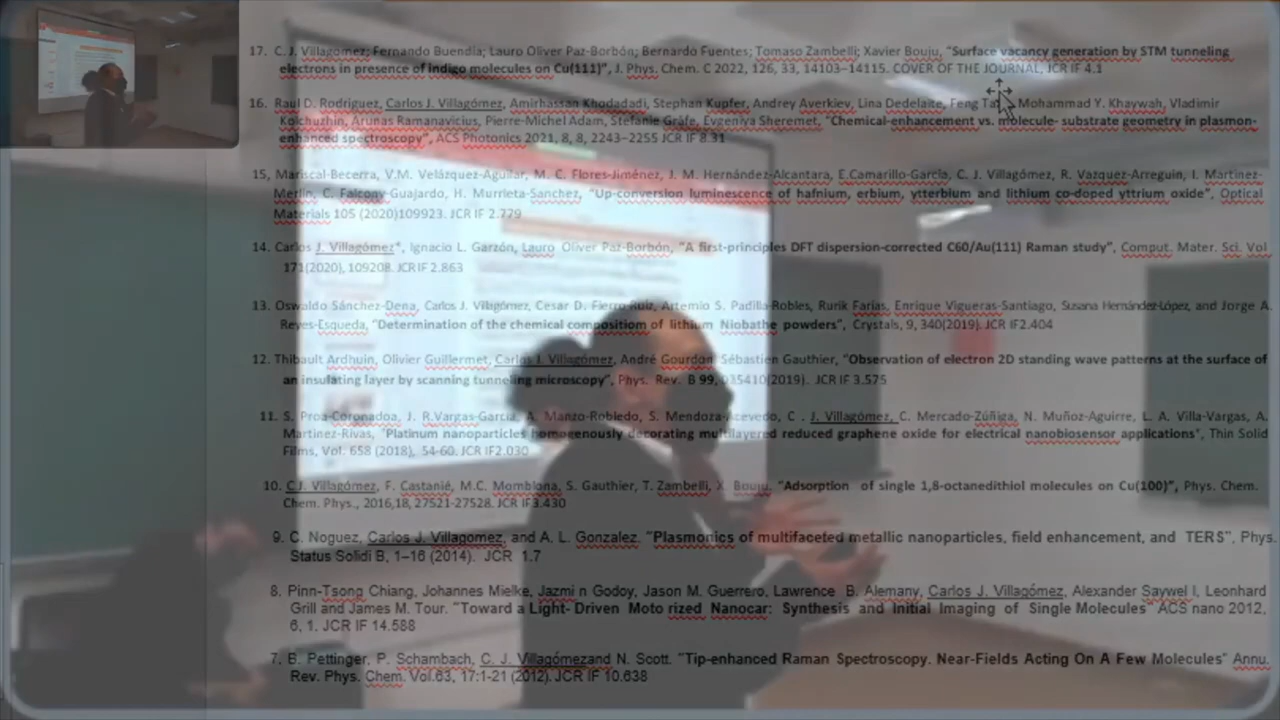 17. C. J. Villagomez; Fernando Buendia; Lauro Oliver Paz-Borbón; Bernardo Fuentes; Tomaso Zambelli; Xavier Bouju, "Surface vacancy generation by STM tunneling
electrons in presence of indigo molecules on Cu(111)", J. Phys. Chem. C 2022, 126, 33, 14103–14115. COVER OF THE JOURNAL, JCR IF 4.1
16. Raul D. Rodriguez, Carlos J. Villagómez, Amirhassan Khodadadi, Stephan Kupfer, Andrey Averkiev, Lina Dedelaite, Feng Mohammad Y. Khaywah, Vladimir
Kolchuzhin, Arunas Ramanavicius, Pierre-Michel Adam, Stefanie Gräfe, Evgeniya Sheremet, "Chemical-enhancement vs. molecule- substrate geometry in plasmon-
enhanced spectroscopy", ACS Photonics 2021, 8, 8, 2243–2255 JCR IF 8.31
15, Mariscal-Becerra, V.M. Velázquez-Aguilar, M. C. Flores-Jiménez, J. M. Hernández-Alcantara, E.Camarillo-Garcia, C. J. Villagómez, R. Vazquez-Arreguin, I. Martinez-
Merlin, C. Falcony-Guajardo, H. Murrieta-Sanchez, "Up-conversion luminescence of hafnium, erbium, ytterbium and lithium co-doped yttrium oxide", Optical
Materials 105 (2020)109923. JCR IF 2.779
14. Carlos J. Villagómez*, Ignacio L. Garzón, Lauro Oliver Paz-Borbón, "A first-principles DFT dispersion-corrected C60/Au(111) Raman study", Comput. Mater. Sci. Vol
171(2020), 109208. JCR IF 2.863
13. Oswaldo Sánchez-Dena, Carlos J. Villagómez, Cesar D. Fierro-Ruiz, Artemio S. Padilla-Robles, Rurik Farias, Enrique Vigueras-Santiago, Susana Hernández-López, and Jorge A.
Reyes-Esqueda, "Determination of the chemical composition of lithium Niobathe powders", Crystals, 9, 340(2019). JCR IF2.404
12. Thibault Ardhuin, Olivier Guillermet, Carlos J. Villagómez, André Gourdon, Sébastien Gauthier, "Observation of electron 2D standing wave patterns at the surface of
an insulating layer by scanning tunneling microscopy", Phys. Rev. B 99, 035410(2019). JCR IF 3.575
11. S. Proa-Coronadoa, J. R.Vargas-Garcia, A. Manzo-Robledo, S. Mendoza-Acevedo, C . J. Villagómez, C. Mercado-Zúñiga, N. Muñoz-Aguirre, L. A. Villa-Vargas, A.
Martinez-Rivas, "Platinum nanoparticles homogenously decorating multilayered reduced graphene oxide for electrical nanobiosensor applications", Thin Solid
Films, Vol. 658 (2018), 54-60. JCR IF2.030
10. C.J. Villagómez, F. Castanié, M.C. Momblona, S. Gauthier, T. Zambelli, X. Bouju. "Adsorption of single 1,8-octanedithiol molecules on Cu(100)", Phys. Chem.
Chem. Phys., 2016,18, 27521-27528. JCR IF3.430
9. C. Noguez, Carlos J. Villagomez, and A. L. Gonzalez. "Plasmonics of multifaceted metallic nanoparticles, field enhancement, and TERS", Phys.
Status Solidi B, 1–16 (2014). JCR 1.7
8. Pinn-Tsong Chiang, Johannes Mielke, Jazmi n Godoy, Jason M. Guerrero, Lawrence B. Alemany, Carlos J. Villagómez, Alexander Saywel l, Leonhard
Grill and James M. Tour. "Toward a Light- Driven Moto rized Nanocar: Synthesis and Initial Imaging of Single Molecules" ACS nano 2012,
6, 1. JCR IF 14.588
7. B. Pettinger, P. Schambach, C. J. Villagómezand N. Scott. "Tip-enhanced Raman Spectroscopy. Near-Fields Acting On A Few Molecules" Annu.
Rev. Phys. Chem. Vol.63, 17:1-21 (2012). JCR IF 10.638